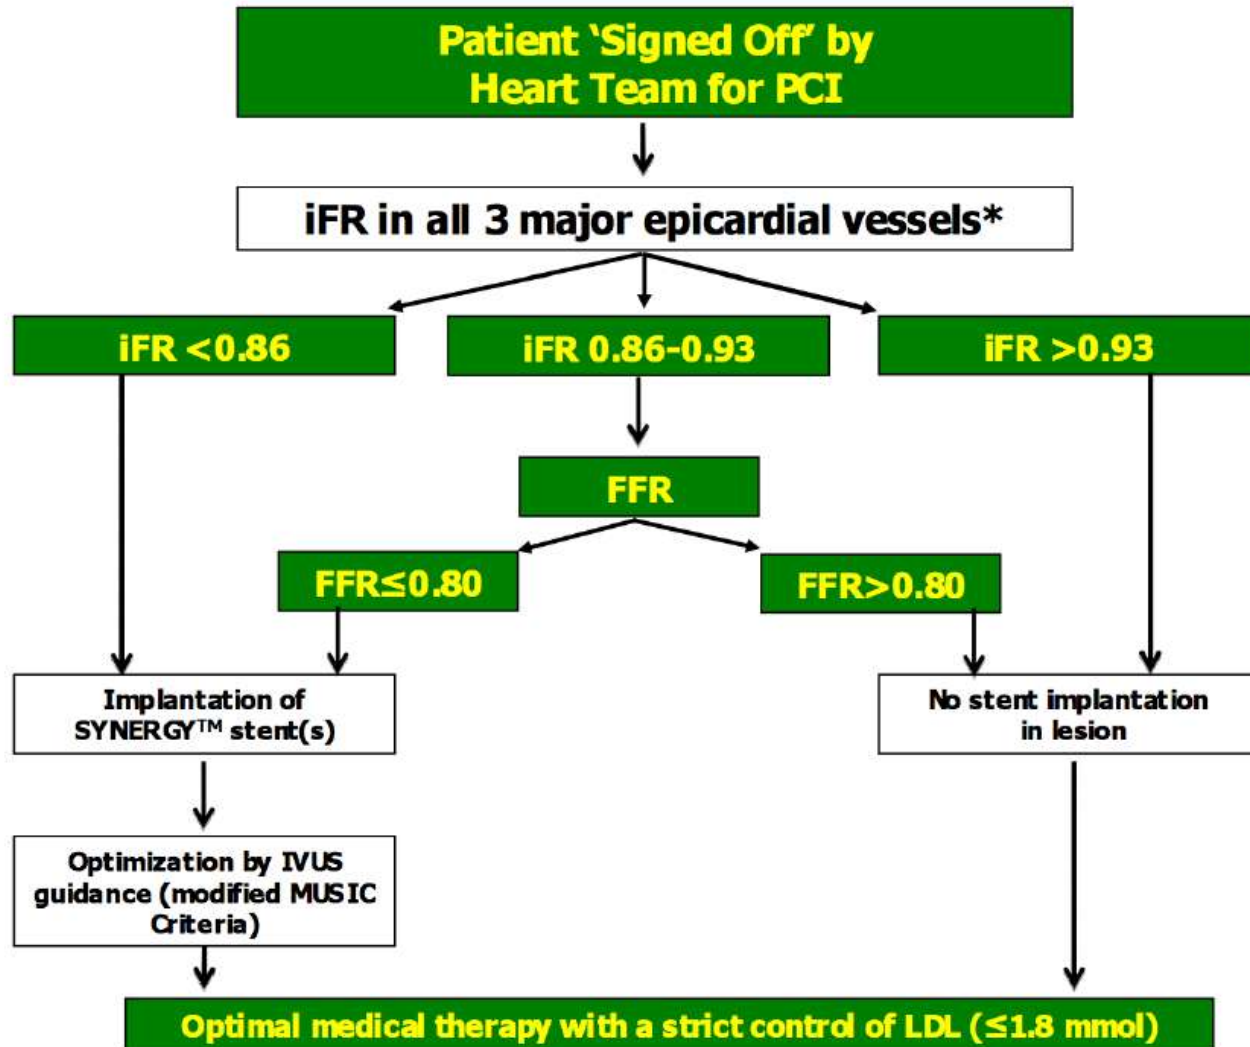 Patient ‘Signed Off’ by
Heart Team for PCI
iFR in all 3 major epicardial vessels*
iFR <0.86
iFR 0.86-0.93
iFR >0.93
FFR
FFR≤0.80
FFR>0.80
Implantation of
SYNERGY™ stent(s)
No stent implantation
in lesion
Optimization by IVUS
guidance (modified MUSIC
Criteria)
Optimal medical therapy with a strict control of LDL (≤1.8 mmol)